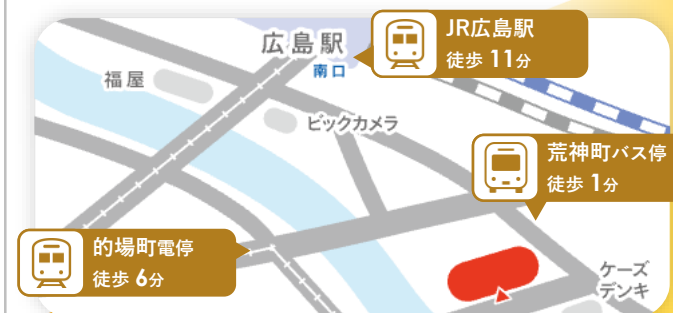 JR広島駅
徒歩 11分
広島駅
南口
福屋
ビックカメラ
荒神町バス停
徒歩 1分
的場町電停
徒歩 6分
ケーズ
デンキ